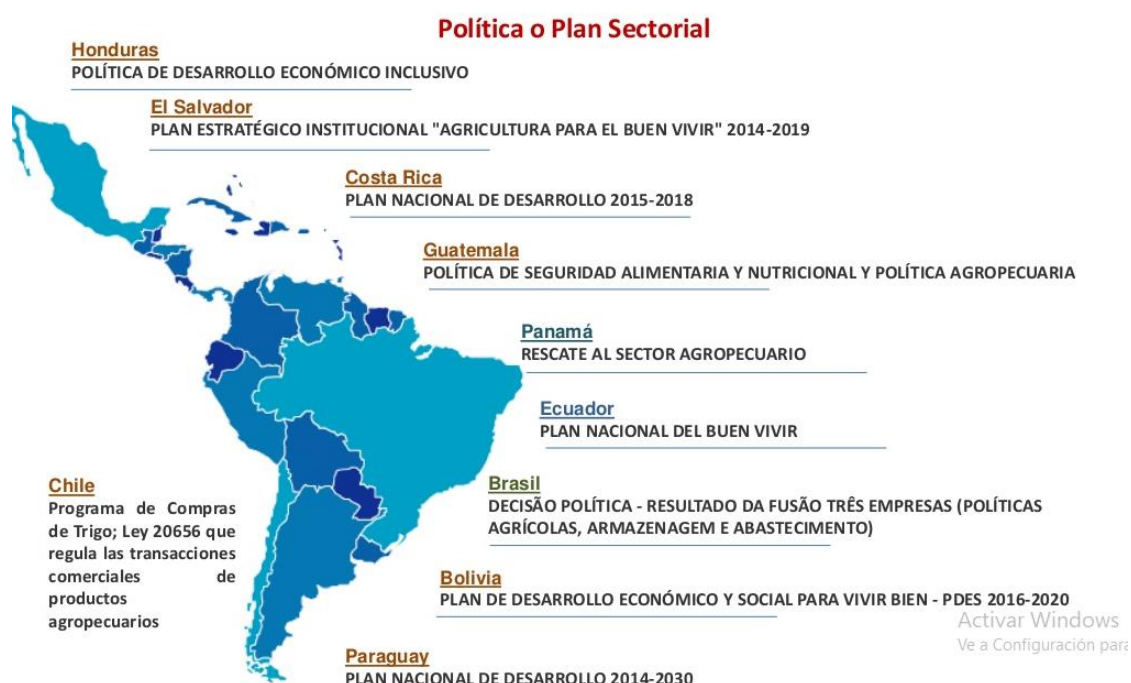 Política o Plan Sectorial
Honduras
POLÍTICA DE DESARROLLO ECONÓMICO INCLUSIVO
El Salvador
PLAN ESTRATÉGICO INSTITUCIONAL "AGRICULTURA PARA EL BUEN VIVIR" 2014-2019
Costa Rica
PLAN NACIONAL DE DESARROLLO 2015-2018
Guatemala
POLÍTICA DE SEGURIDAD ALIMENTARIA Y NUTRICIONAL Y POLÍTICA AGROPECUARIA
Panamá
RESCATE AL SECTOR AGROPECUARIO
Ecuador
PLAN NACIONAL DEL BUEN VIVIR
Brasil
DECISÃO POLÍTICA - RESULTADO DA FUSÃO TRÊS EMPRESAS (POLÍTICAS
AGRÍCOLAS, ARMAZENAGEM E ABASTECIMENTO)
Chile
Programa de Compras
de Trigo; Ley 20656 que
regula las transacciones
comerciales de
productos
agropecuarios
Bolivia
PLAN DE DESARROLLO ECONÓMICO Y SOCIAL PARA VIVIR BIEN - PDES 2016-2020
Activar Windows
Ve a Configuración para
Paraguay
PLAN NACIONAL DE DESARROLLO 2014-2030